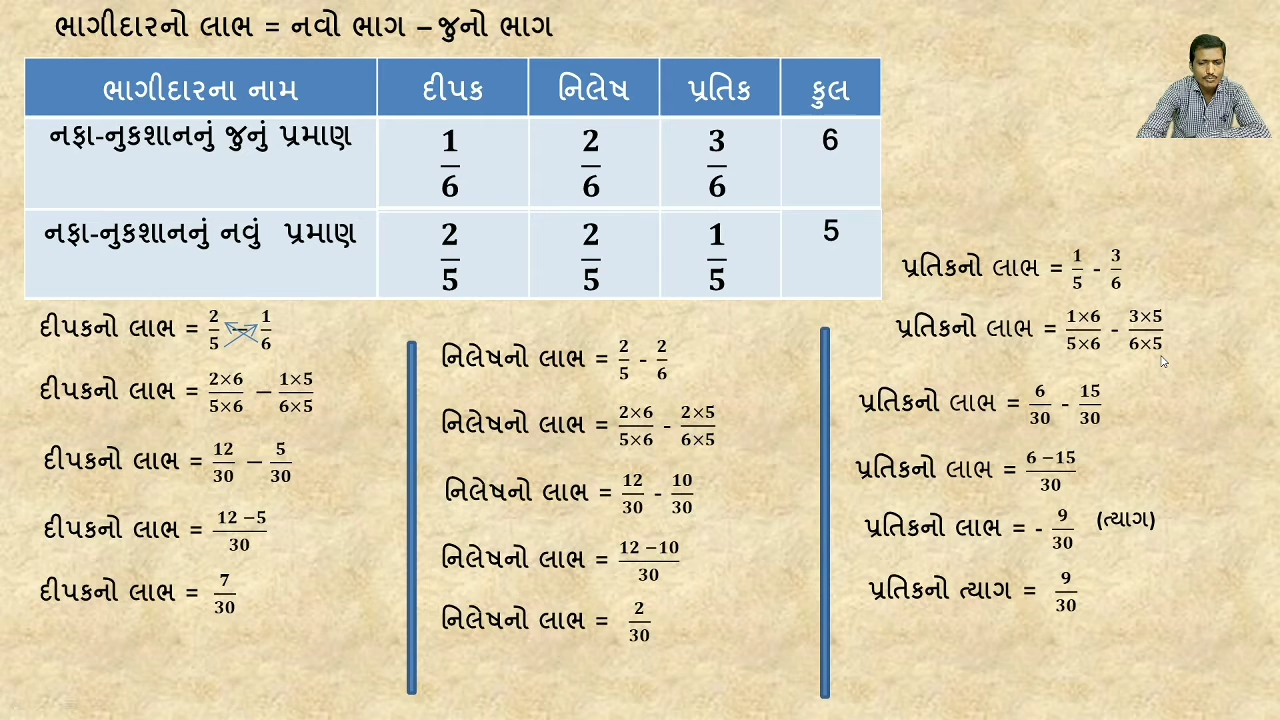 ભાગીદારનો લાભ = નવો ભાગ – જુનો ભાગ
ભાગીદારના નામ દીપક નિલેષ પ્રતિક કુલ
નફા-નુકશાનનું જુનું પ્રમાણ 1/6 2/6 3/6 6
નફા-નુકશાનનું નવું પ્રમાણ 2/5 2/5 1/5 5
દીપકનો લાભ = 2/5 – 1/6
દીપકનો લાભ = 2×6/5×6 – 1×5/6×5
દીપકનો લાભ = 12/30 – 5/30
દીપકનો લાભ = 12 –5/30
દીપકનો લાભ = 7/30
નિલેષનો લાભ = 2/5 - 2/6
નિલેષનો લાભ = 2×6/5×6 - 2×5/6×5
નિલેષનો લાભ = 12/30 - 10/30
નિલેષનો લાભ = 12 –10/30
નિલેષનો લાભ = 2/30
પ્રતિકનો લાભ = 1/5 - 3/6
પ્રતિકનો લાભ = 1×6/5×6 - 3×5/6×5
પ્રતિકનો લાભ = 6/30 - 15/30
પ્રતિકનો લાભ = 6 –15/30
પ્રતિકનો લાભ = - 9/30 (ત્યાગ)
પ્રતિકનો ત્યાગ = 9/30